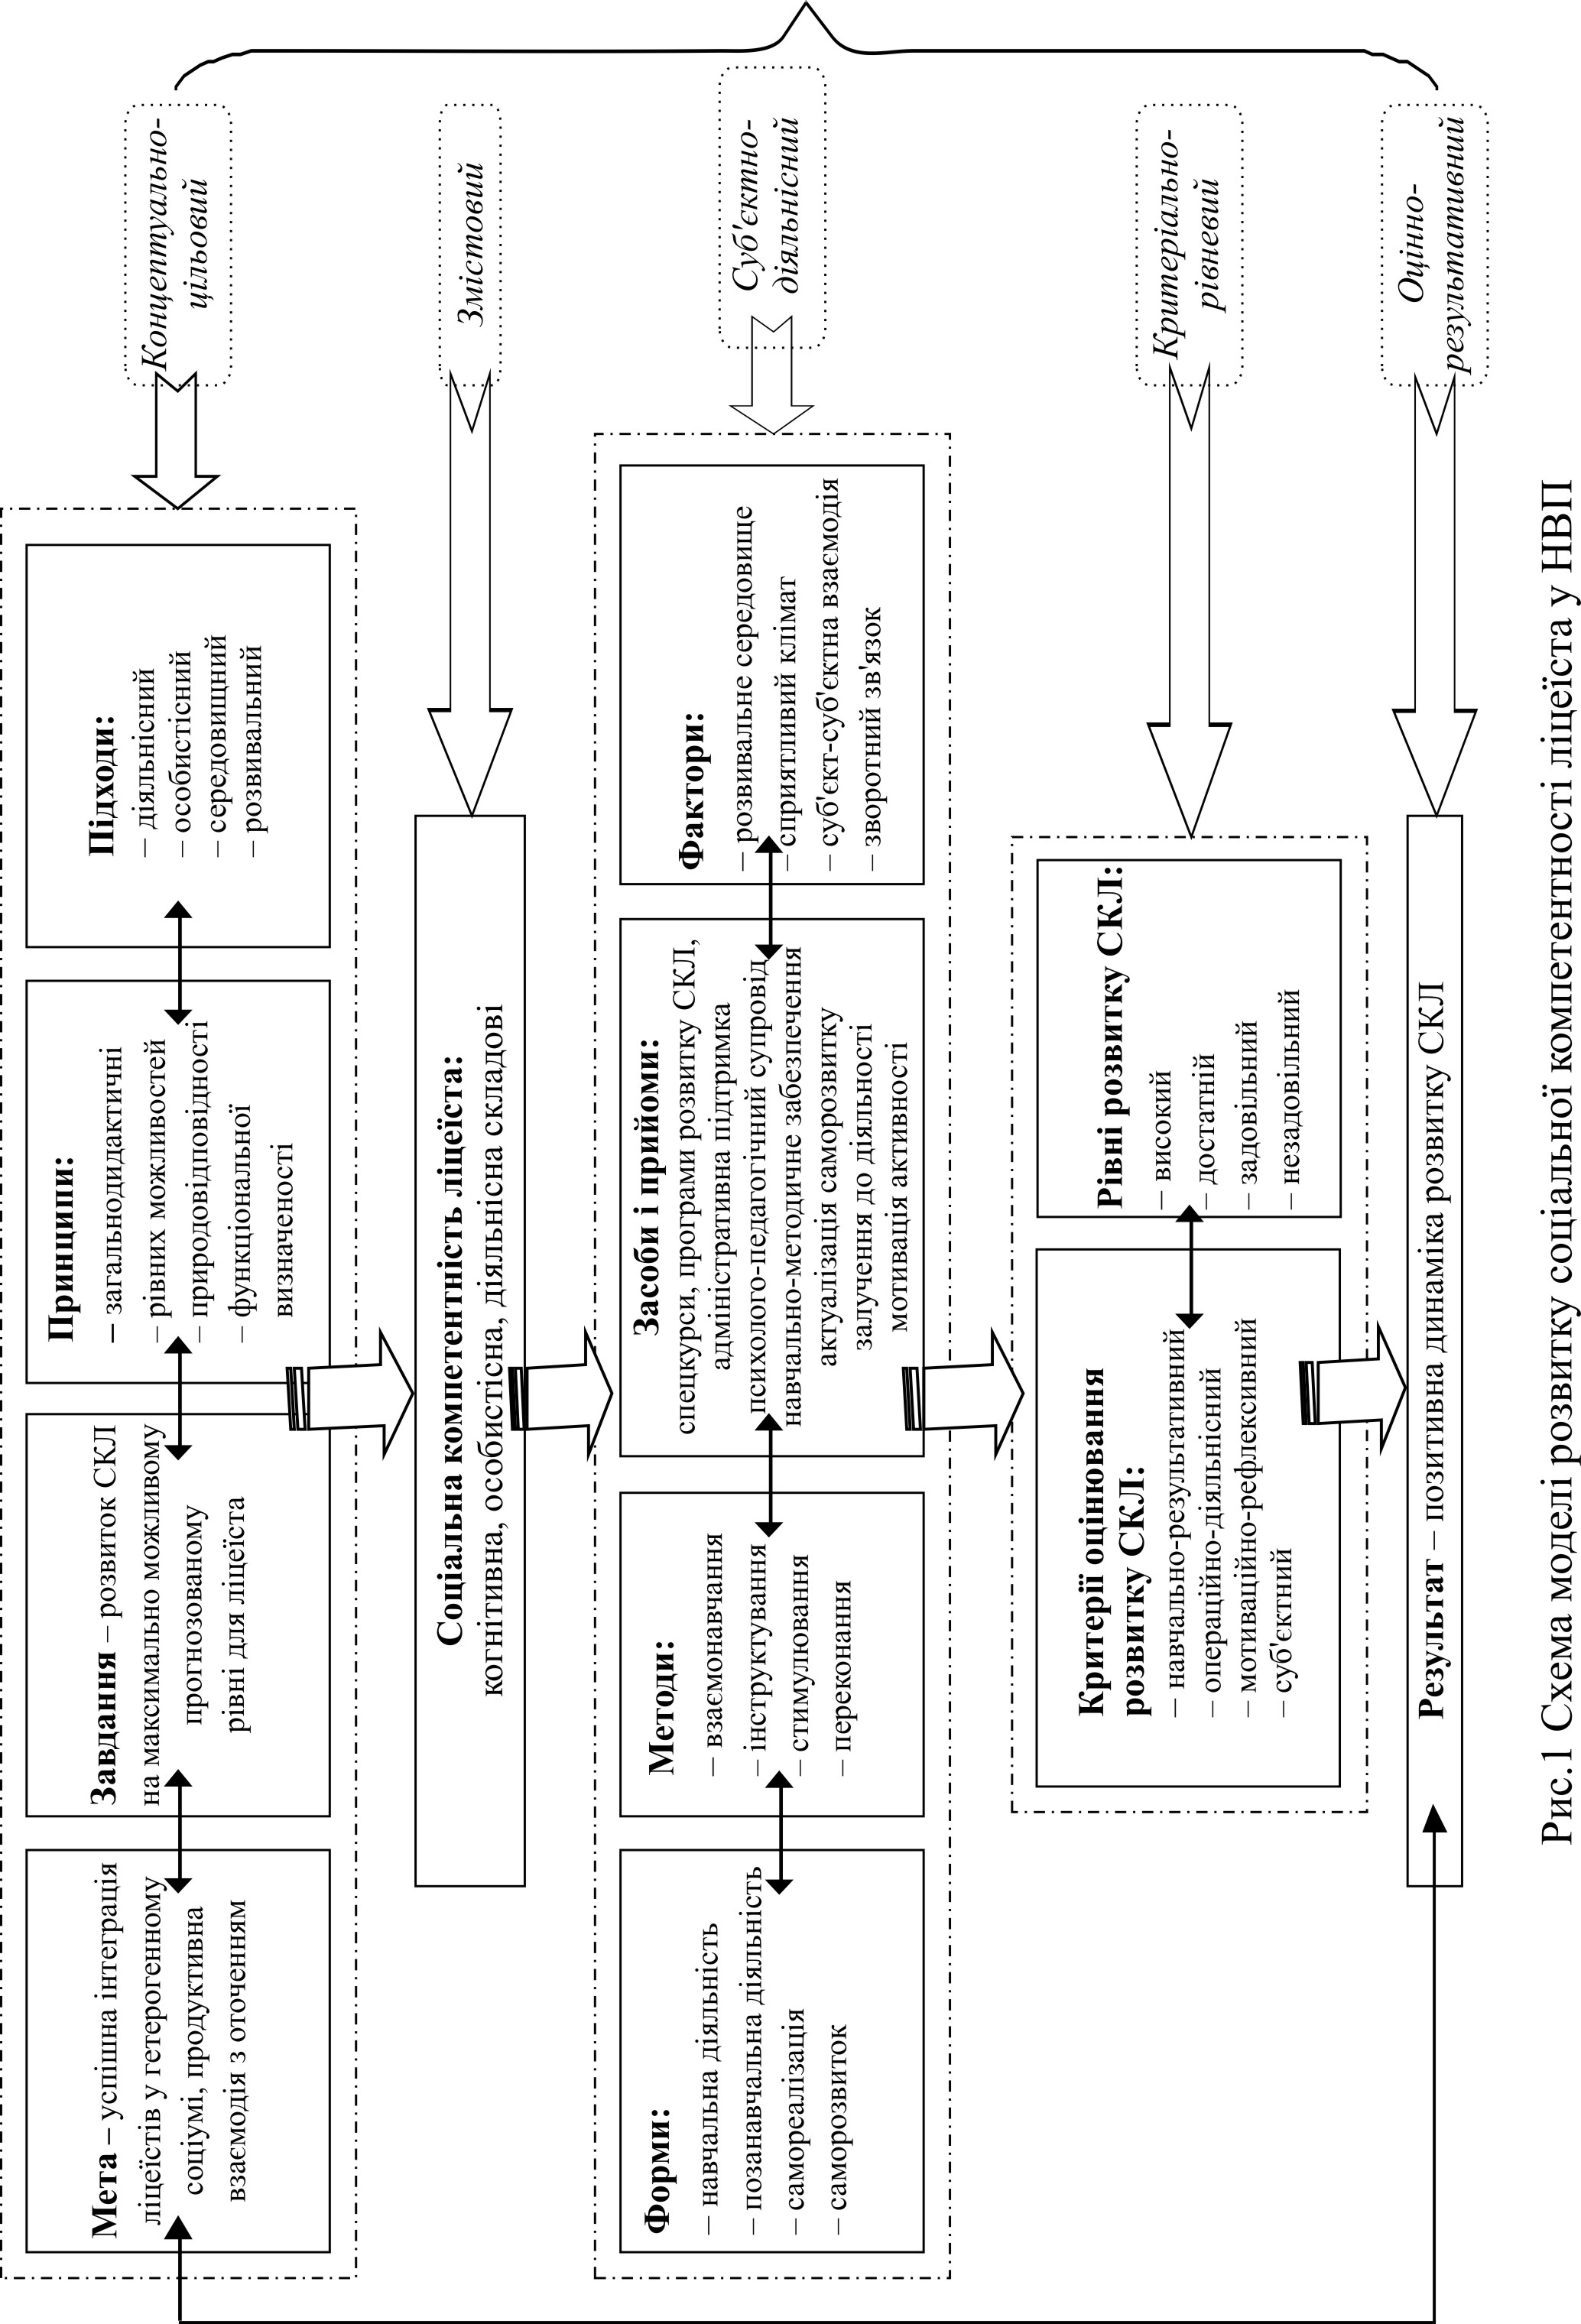 Мета – успішна інтеграція
ліцеїстів у гетерогенному
соціумі, продуктивна
взаємодія з оточенням
Завдання – розвиток СКЛ
на максимально можливому
прогнозованому
рівні для ліцеїста
Принципи:
– загальнодидактичні
– рівних можливостей
– природовідповідності
– функціональної
визначеності
Підходи:
– діяльнісний
– особистісний
– середовищний
– розвивальний
Концептуально-
цільовий
Соціальна компетентність ліцеїста:
когнітивна, особистісна, діяльнісна складові
Змістовий
Форми:
– навчальна діяльність
– позанавчальна діяльність
– самореалізація
– саморозвиток
Методи:
– взаємонавчання
– інструктування
– стимулювання
– переконання
Засоби і прийоми:
спецкурси, програми розвитку СКЛ,
адміністративна підтримка
психолого-педагогічний супровід
навчально-методичне забезпечення
актуалізація саморозвитку
залучення до діяльності
мотивація активності
Фактори:
– розвивальне середовище
– сприятливий клімат
– суб'єкт-суб'єктна взаємодія
– зворотний зв'язок
Суб'єктно-
діяльнісний
Критерії оцінювання
розвитку СКЛ:
– навчально-результативний
– операційно-діяльнісний
– мотиваційно-рефлексивний
– суб'єктний
Рівні розвитку СКЛ:
– високий
– достатній
– задовільний
– незадовільний
Критеріально-
рівневий
Результат – позитивна динаміка розвитку СКЛ
Оцінно-
результативний
Рис.1 Схема моделі розвитку соціальної компетентності ліцеїста у НВП